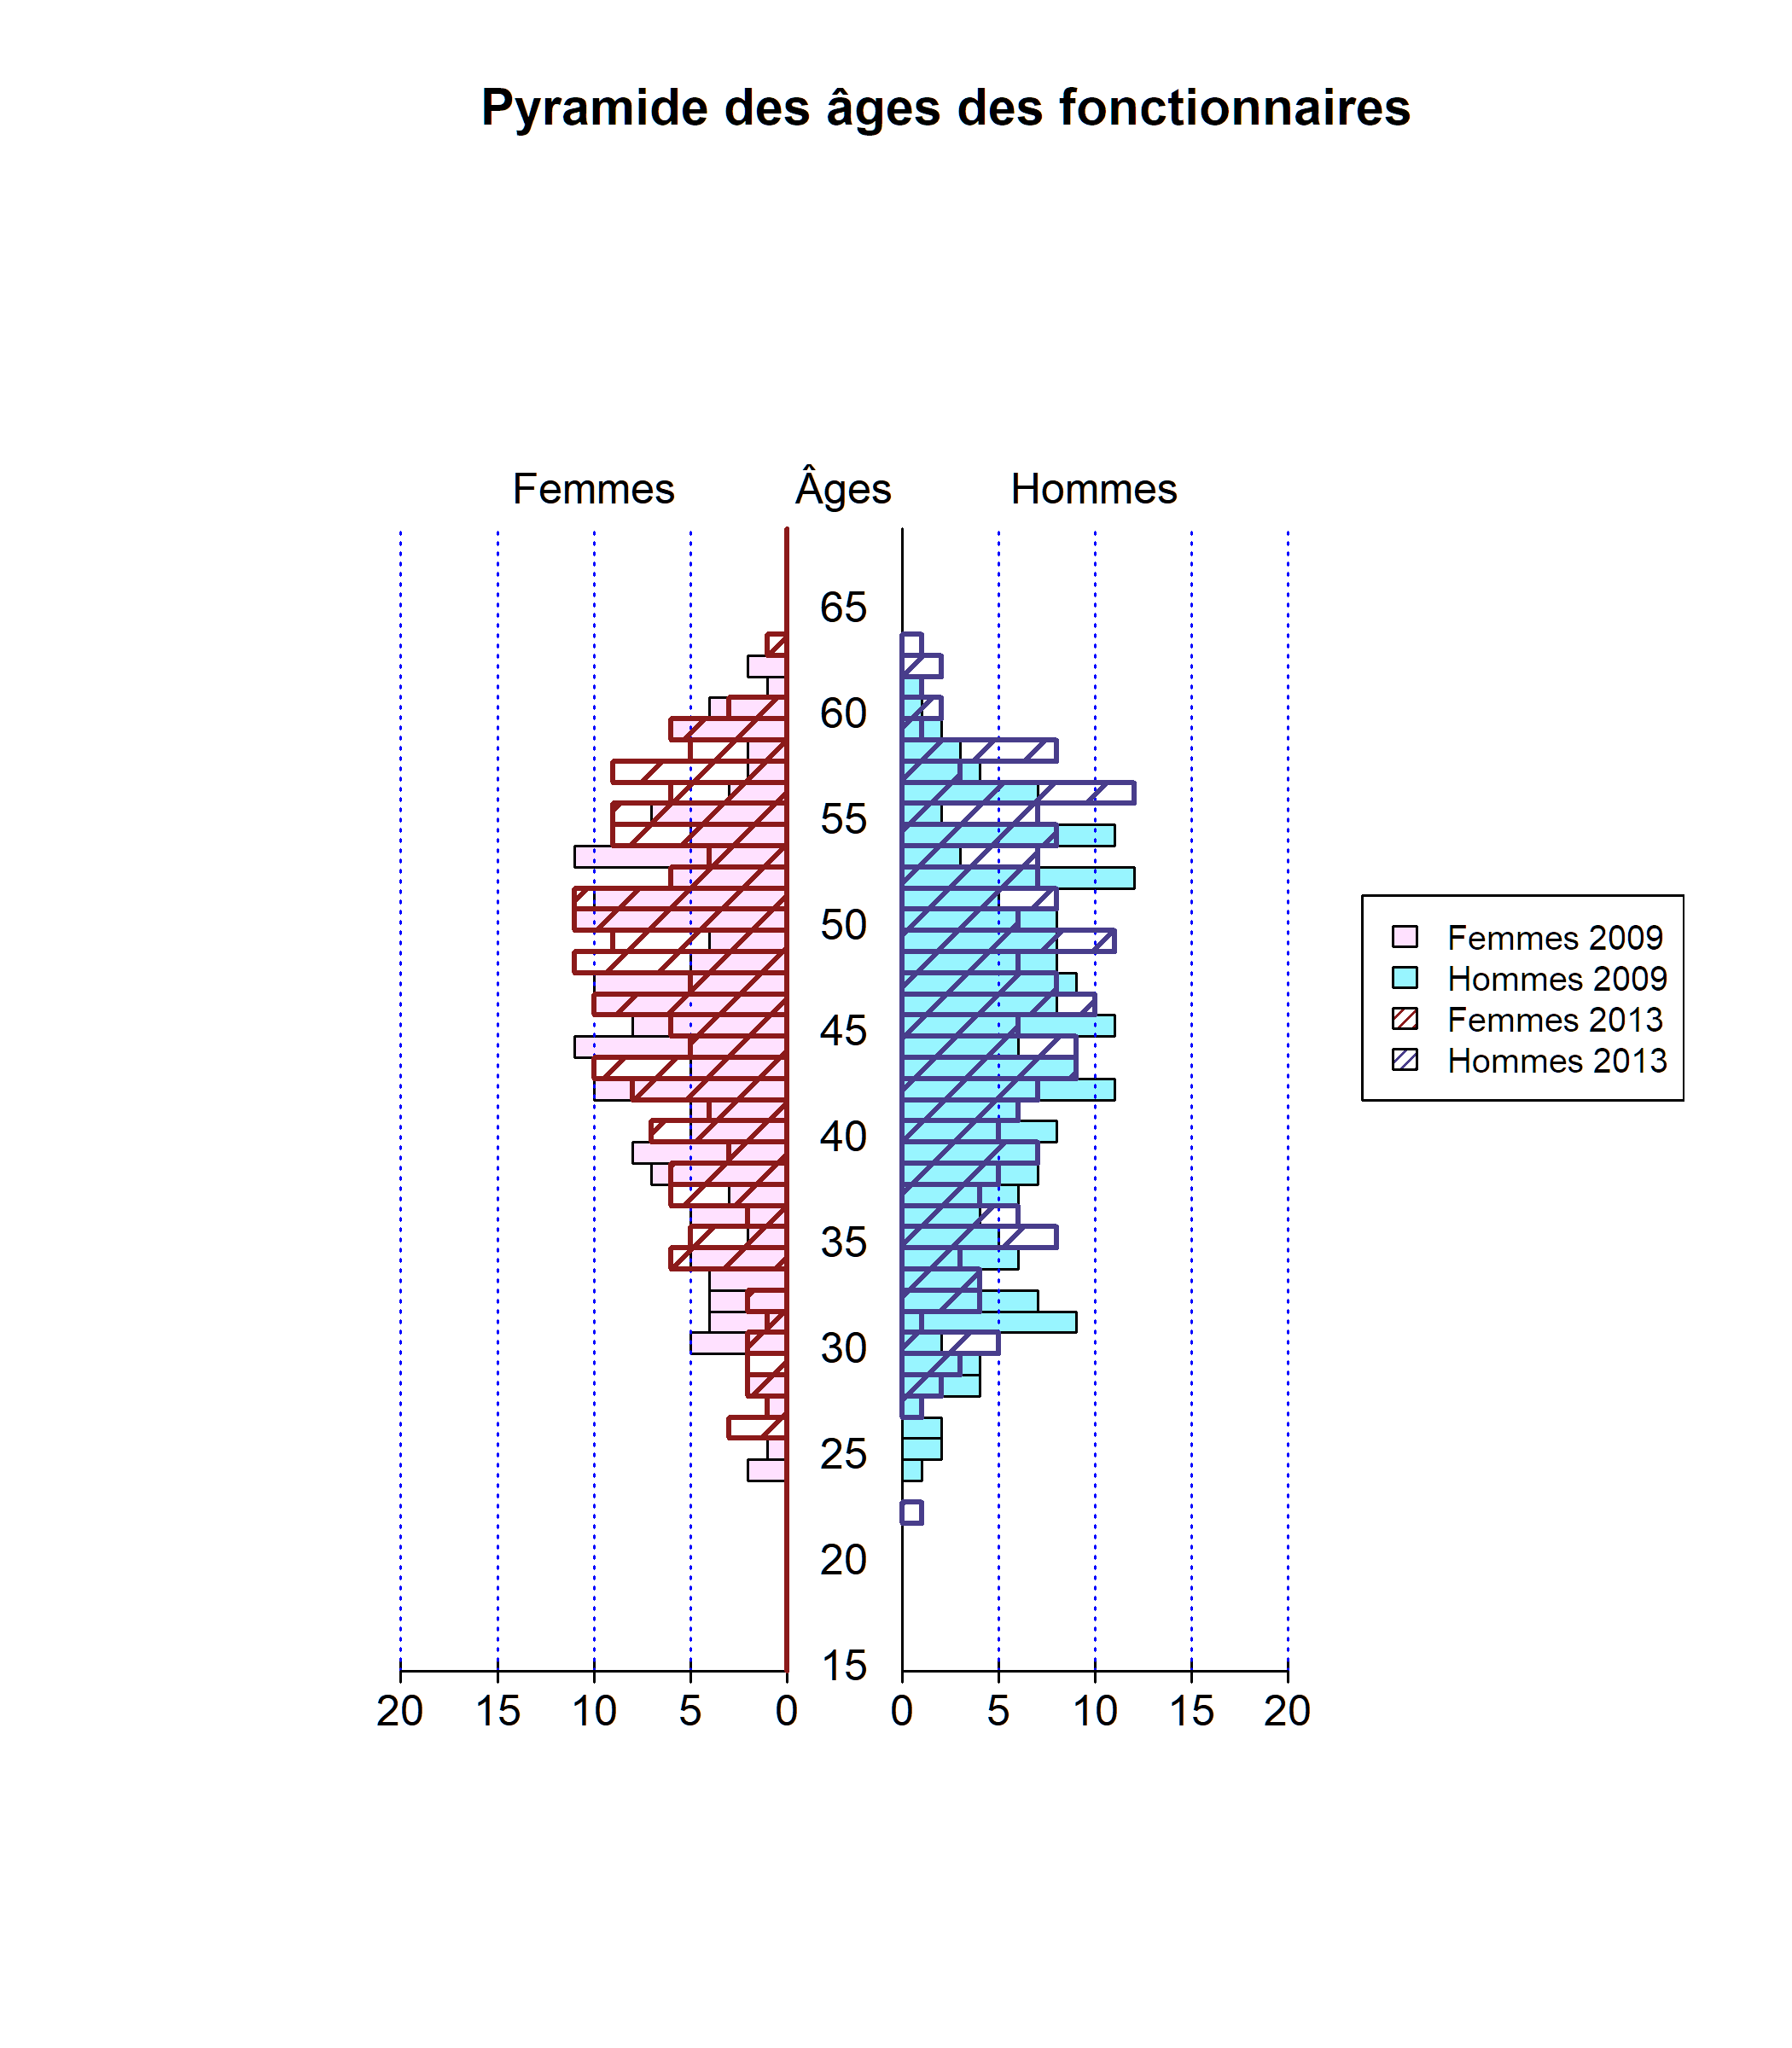 Pyramide des âges des fonctionnaires
Femmes Âges Hommes
65
60
55
50
45
40
35
30
25
20
15
20 15 10 5 0 0 5 10 15 20
Femmes 2009
Hommes 2009
Femmes 2013
Hommes 2013